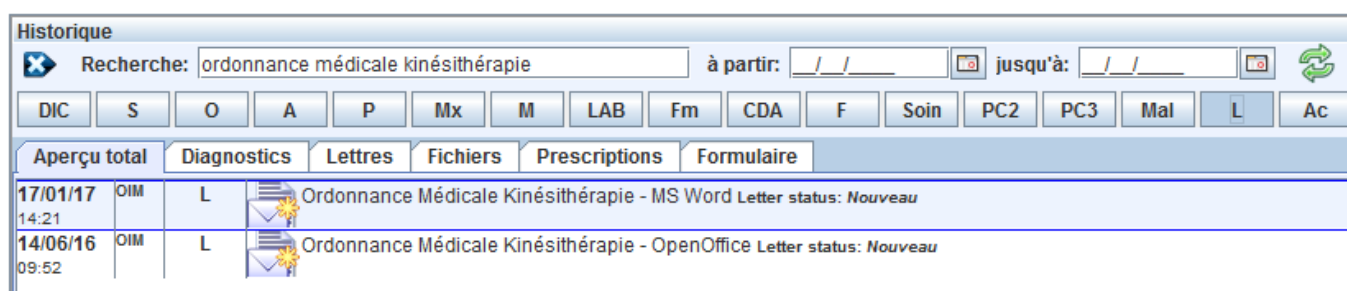 Historique
Recherche: ordonnance médicale kinésithérapie à partir: __/__/____ jusqu'à: __/__/____
DIC S O A P Mx M LAB Fm CDA F Soin PC2 PC3 Mal L Ac
Aperçu total Diagnostics Lettres Fichiers Prescriptions Formulaire
17/01/17 OIM L Ordonnance Médicale Kinésithérapie - MS Word Letter status: Nouveau
14:21
14/06/16 OIM L Ordonnance Médicale Kinésithérapie - OpenOffice Letter status: Nouveau
09:52